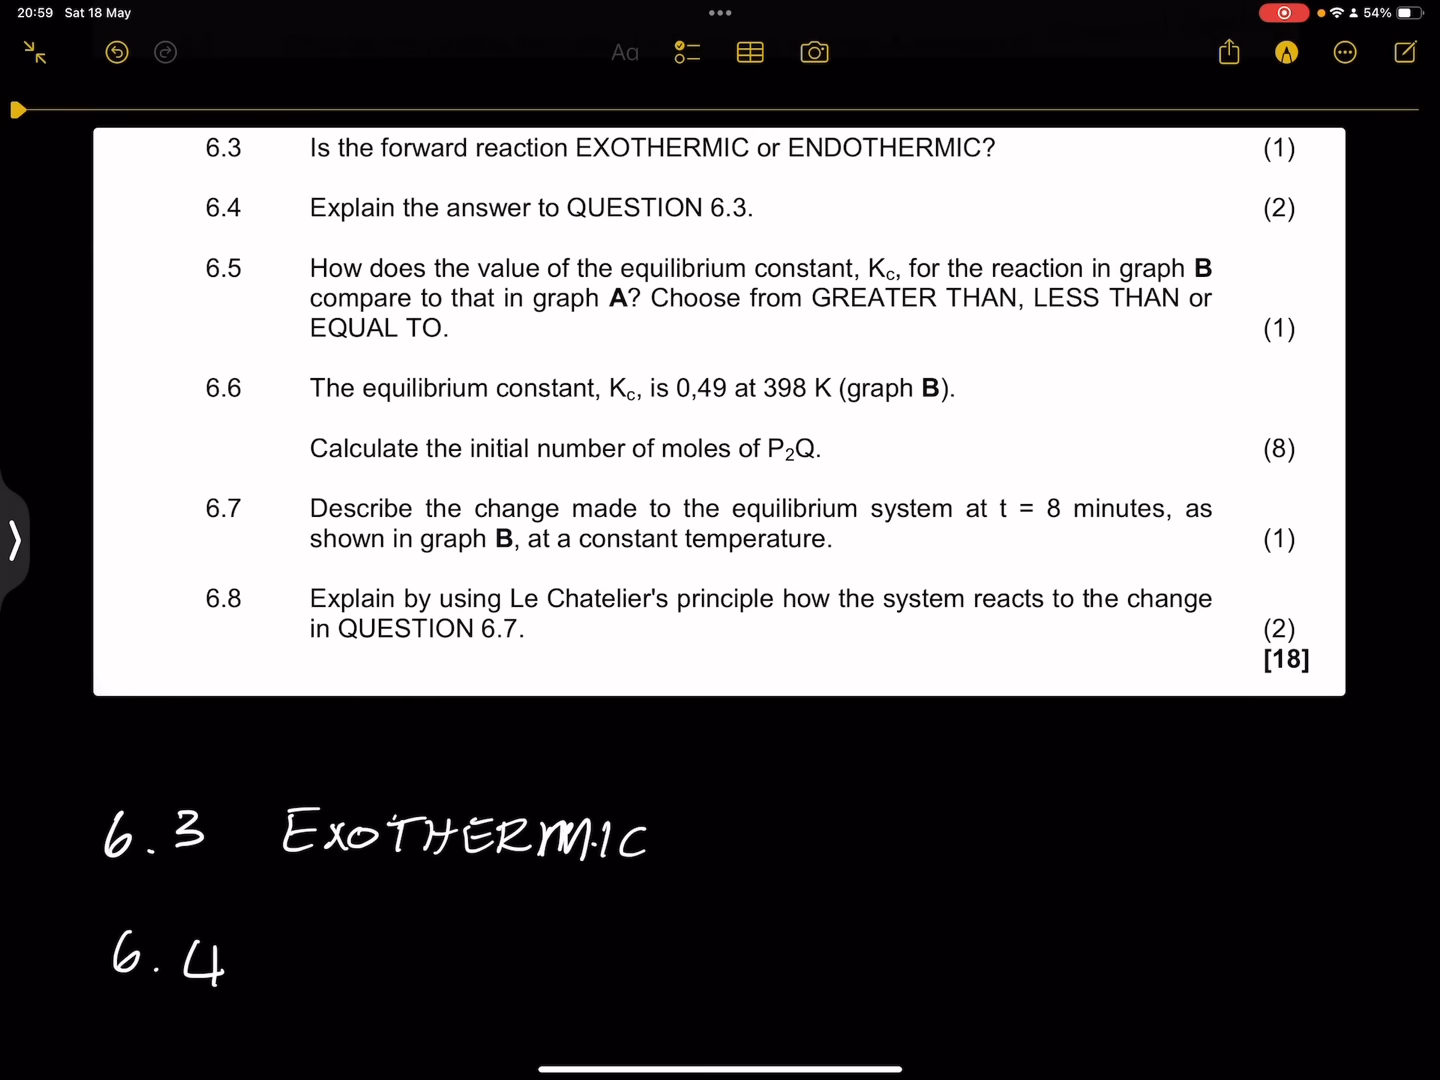 20:59 Sat 18 May
54%
Aa
6.3 Is the forward reaction EXOTHERMIC or ENDOTHERMIC? (1)
6.4 Explain the answer to QUESTION 6.3. (2)
6.5 How does the value of the equilibrium constant, Kc, for the reaction in graph B
compare to that in graph A? Choose from GREATER THAN, LESS THAN or
EQUAL TO. (1)
6.6 The equilibrium constant, Kc, is 0,49 at 398 K (graph B).
Calculate the initial number of moles of P₂Q. (8)
6.7 Describe the change made to the equilibrium system at t = 8 minutes, as
shown in graph B, at a constant temperature. (1)
6.8 Explain by using Le Chatelier's principle how the system reacts to the change
in QUESTION 6.7. (2)
[18]
6.3 EXOTHERMIC
6.4